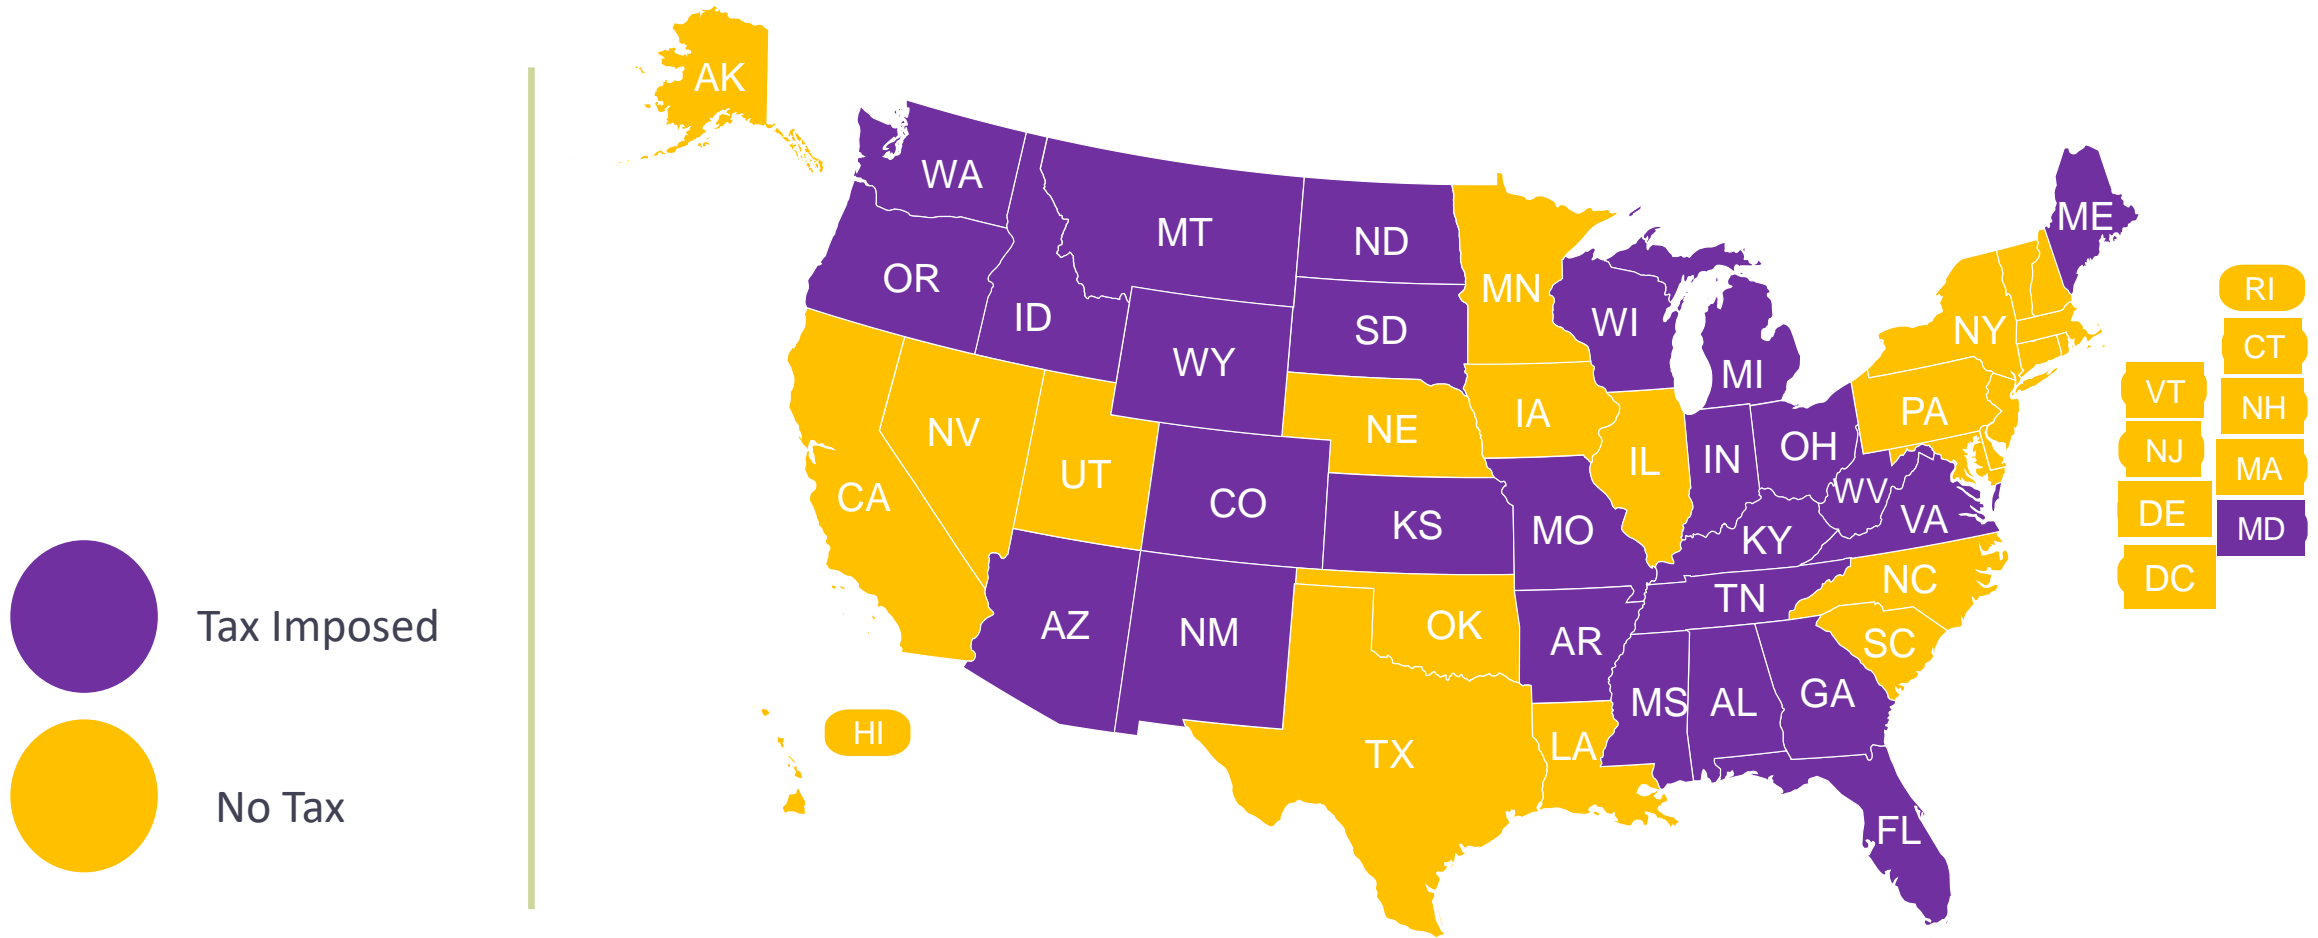 AK
WA
MT
ND
MN
ME
OR
ID
SD
WI
MI
NY
RI
CT
WY
VT
NH
NV
NE
IA
PA
UT
IL
IN
OH
NJ
MA
CA
CO
KS
MO
WV
VA
DE
MD
KY
DC
NC
TN
Tax Imposed
AZ
NM
OK
AR
SC
MS
AL
GA
HI
TX
LA
No Tax
FL